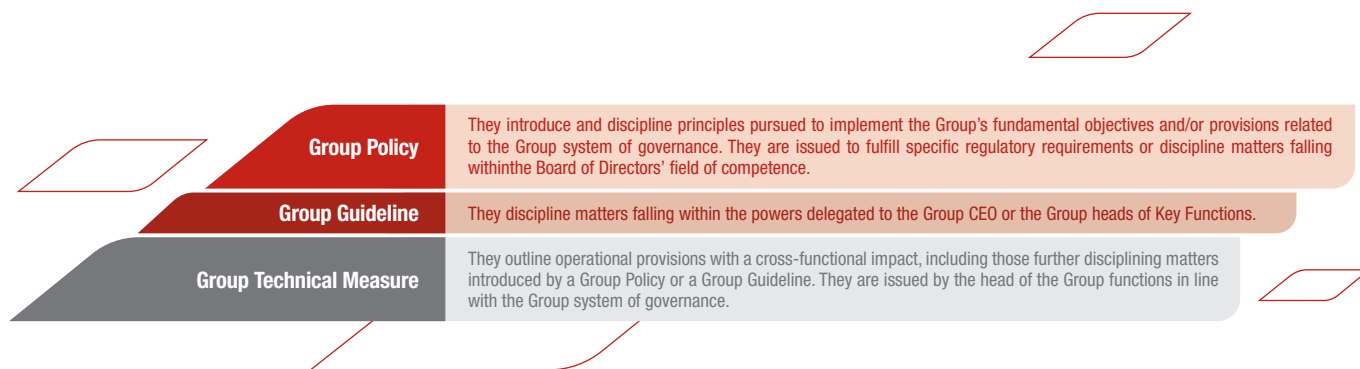 Group Policy
They introduce and discipline principles pursued to implement the Group's fundamental objectives and/or provisions related
to the Group system of governance. They are issued to fulfill specific regulatory requirements or discipline matters falling
withinthe Board of Directors' field of competence.
Group Guideline
They discipline matters falling within the powers delegated to the Group CEO or the Group heads of Key Functions.
Group Technical Measure
They outline operational provisions with a cross-functional impact, including those further disciplining matters
introduced by a Group Policy or a Group Guideline. They are issued by the head of the Group functions in line
with the Group system of governance.